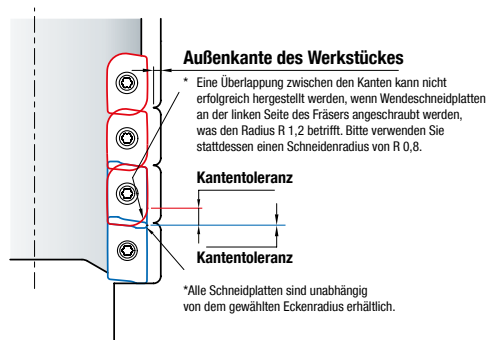 Außenkante des Werkstückes
* Eine Überlappung zwischen den Kanten kann nicht
erfolgreich hergestellt werden, wenn Wendeschneidplatten
an der linken Seite des Fräsers angeschraubt werden,
was den Radius R 1,2 betrifft. Bitte verwenden Sie
stattdessen einen Schneidenradius von R 0,8.
Kantentoleranz
Kantentoleranz
*Alle Schneidplatten sind unabhängig
von dem gewählten Eckenradius erhältlich.